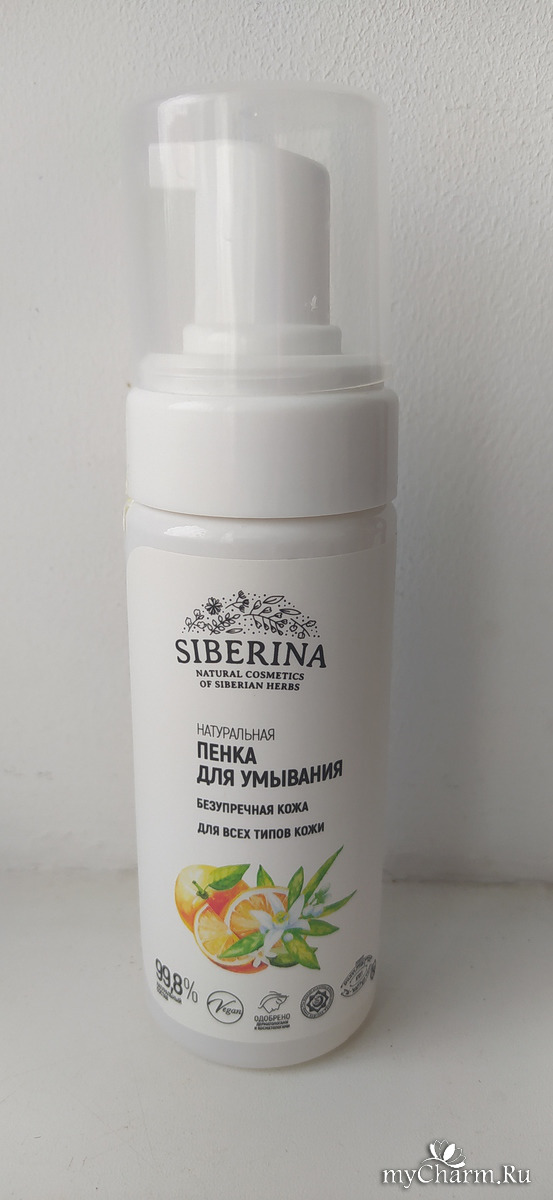 SIBERINA
NATURAL COSMETICS
OF SIBERIAN HERBS
НАТУРАЛЬНАЯ
ПЕНКА
ДЛЯ УМЫВАНИЯ
БЕЗУПРЕЧНАЯ КОЖА
ДЛЯ ВСЕХ ТИПОВ КОЖИ
99,8%
Vegan
ОДОБРЕНО
myCharm.Ru